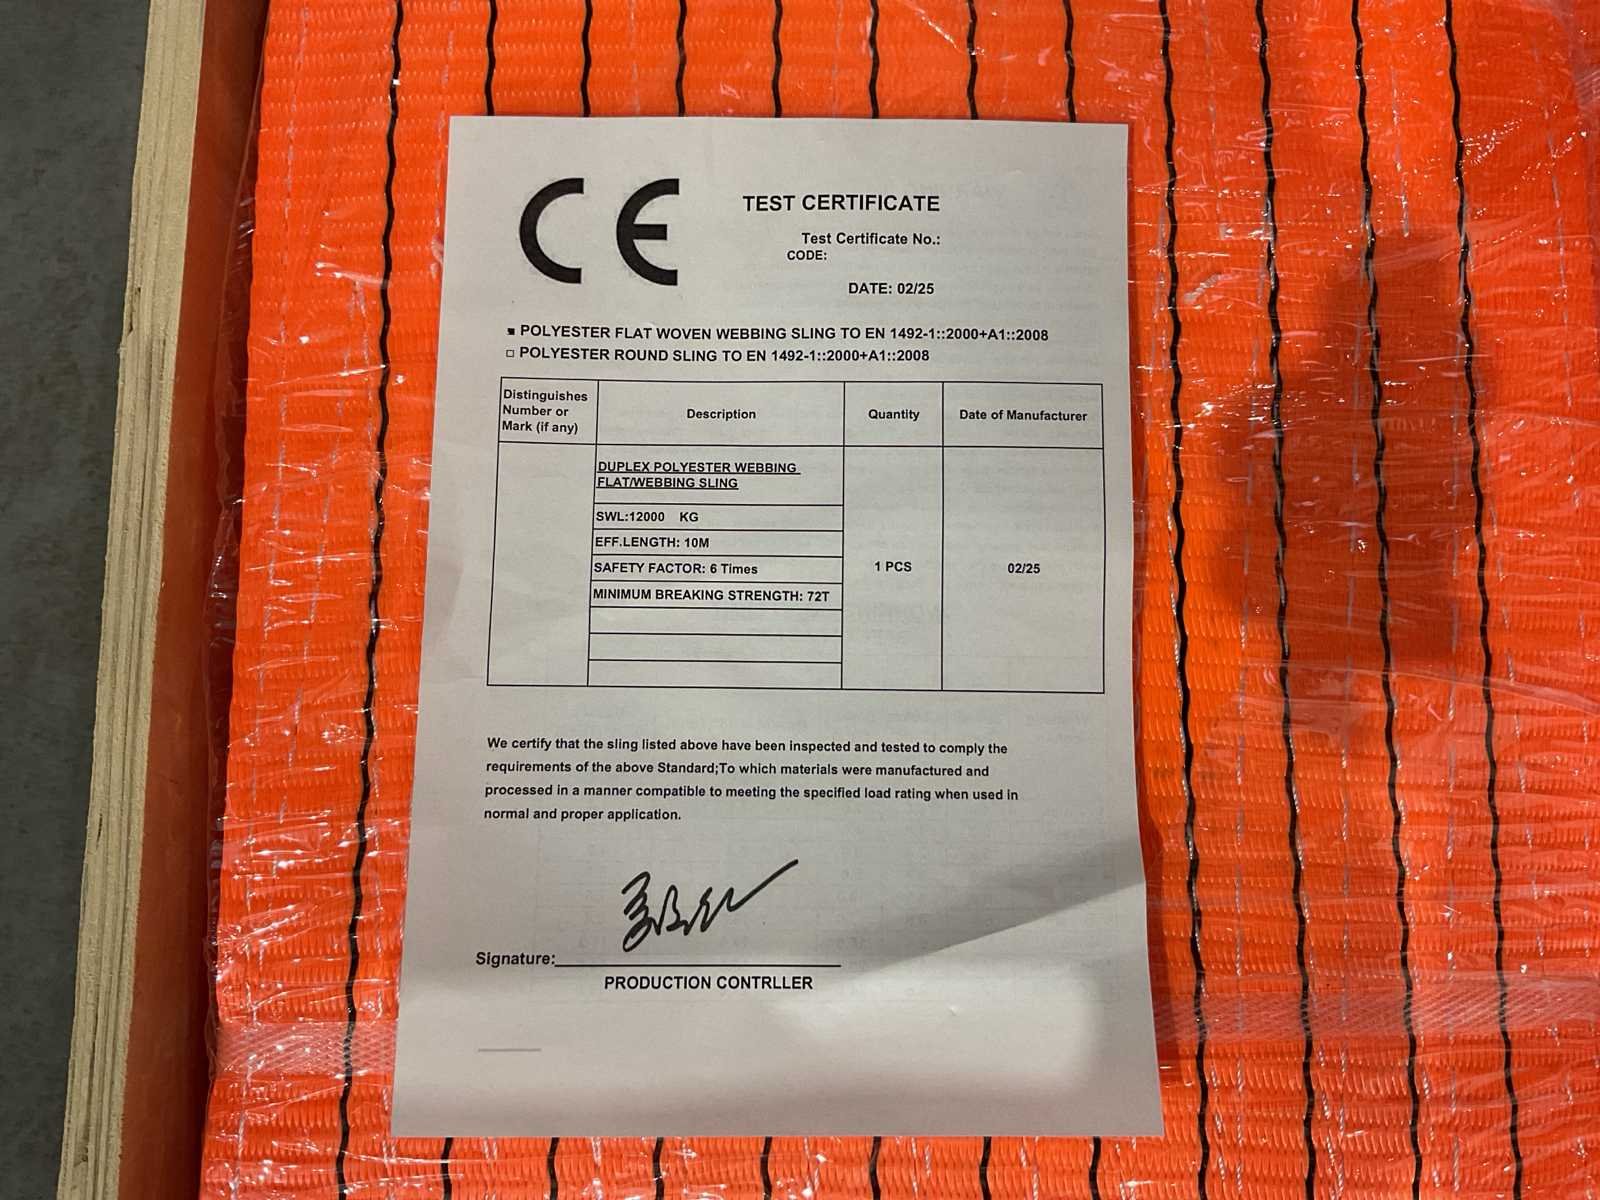 CE
TEST CERTIFICATE
Test Certificate No.:
CODE:
DATE: 02/25
POLYESTER FLAT WOVEN WEBBING SLING TO EN 1492-1::2000+A1::2008
POLYESTER ROUND SLING TO EN 1492-1::2000+A1::2008
Distinguishes
Number or
Mark (if any)
Description
Quantity
Date of Manufacturer
DUPLEX POLYESTER WEBBING
FLAT/WEBBING SLING
SWL:12000 KG
EFF.LENGTH: 10M
SAFETY FACTOR: 6 Times
MINIMUM BREAKING STRENGTH: 72T
1 PCS
02/25
We certify that the sling listed above have been inspected and tested to comply the
requirements of the above Standard;To which materials were manufactured and
processed in a manner compatible to meeting the specified load rating when used in
normal and proper application.
Signature:
PRODUCTION CONTRLLER